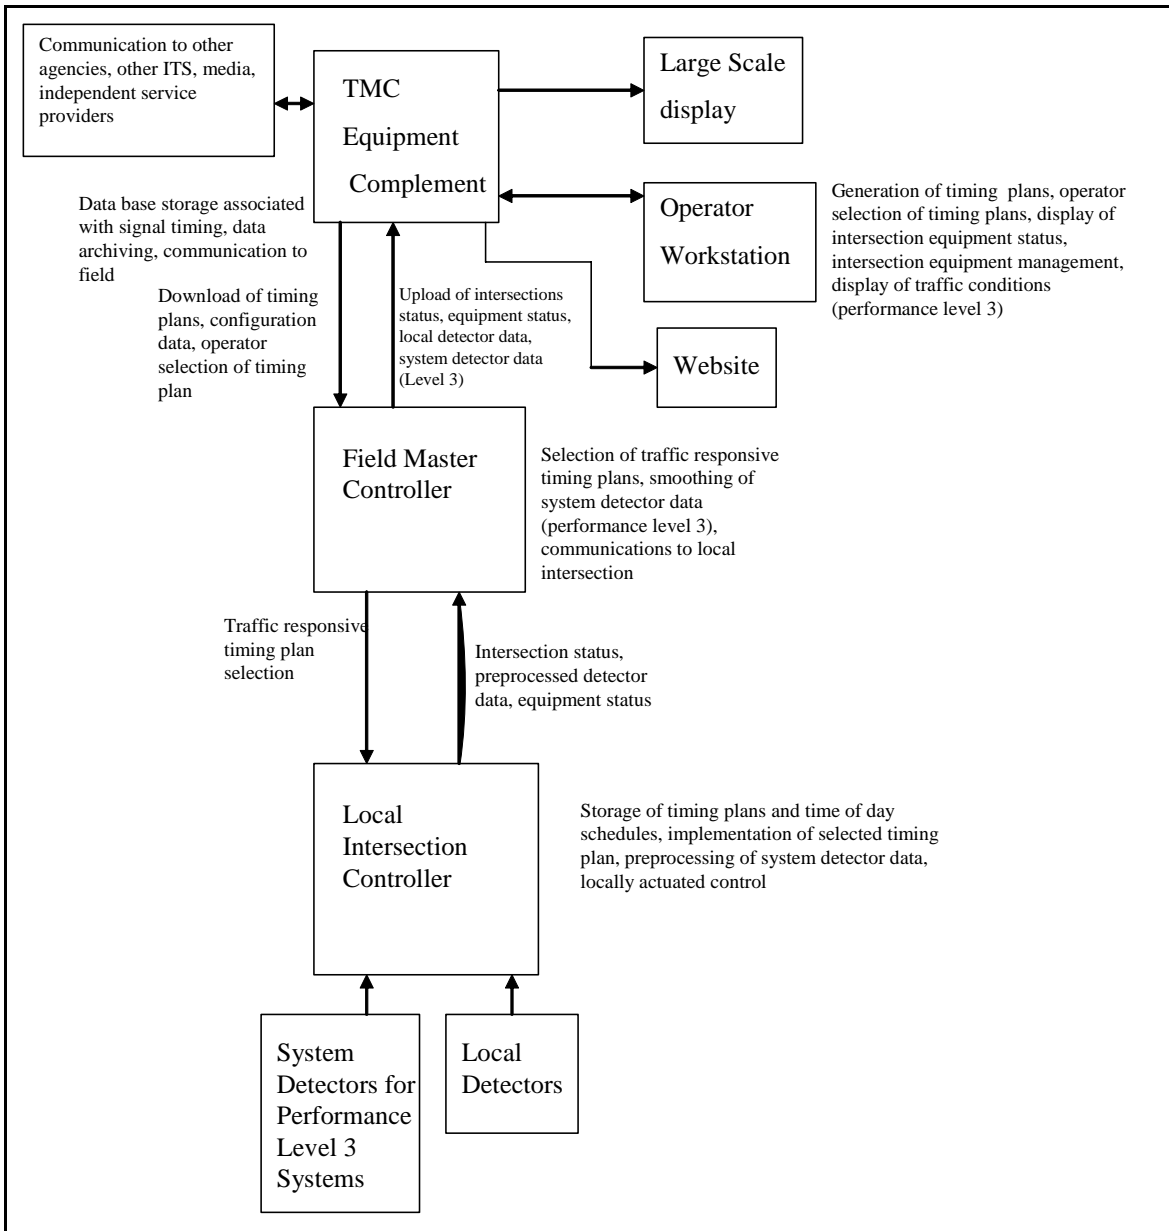 Communication to other
agencies, other ITS, media,
independent service
providers
TMC
Equipment
Complement
Large Scale
display
Operator
Workstation
Generation of timing plans, operator
selection of timing plans, display of
intersection equipment status,
intersection equipment management,
display of traffic conditions
(performance level 3)
Data base storage associated
with signal timing, data
archiving, communication to
field
Download of timing
plans, configuration
data, operator
selection of timing
plan
Upload of intersections
status, equipment status,
local detector data,
system detector data
(Level 3)
Website
Field Master
Controller
Selection of traffic responsive
timing plans, smoothing of
system detector data
(performance level 3),
communications to local
intersection
Traffic responsive
timing plan
selection
Intersection status,
preprocessed detector
data, equipment status
Local
Intersection
Controller
Storage of timing plans and time of day
schedules, implementation of selected timing
plan, preprocessing of system detector data,
locally actuated control
System
Detectors for
Performance
Level 3
Systems
Local
Detectors